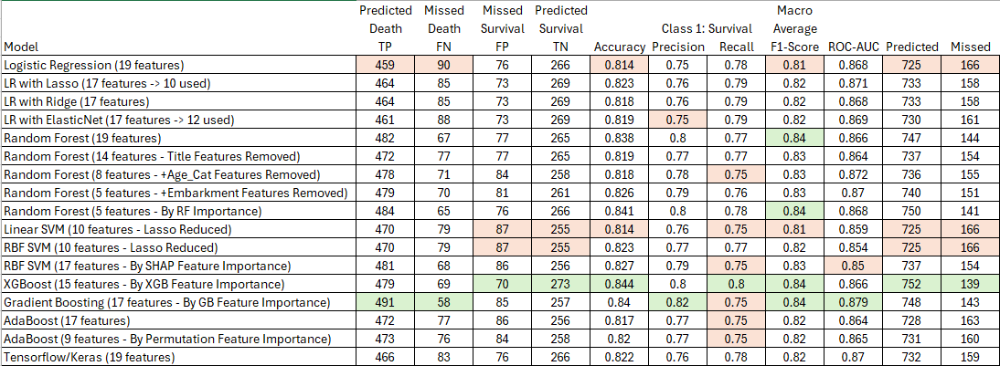 Predicted Missed Missed Predicted Macro
Death Death Survival Survival Class 1: Survival Average
Model TP FN FP TN Accuracy Precision Recall F1-Score ROC-AUC Predicted Missed
Logistic Regression (19 features) 459 90 76 266 0.814 0.75 0.78 0.81 0.868 725 166
LR with Lasso (17 features -> 10 used) 464 85 73 269 0.823 0.76 0.79 0.82 0.871 733 158
LR with Ridge (17 features) 464 85 73 269 0.818 0.76 0.79 0.82 0.868 733 158
LR with ElasticNet (17 features -> 12 used) 461 88 73 269 0.819 0.75 0.79 0.82 0.869 730 161
Random Forest (19 features) 482 67 77 265 0.838 0.8 0.77 0.84 0.866 747 144
Random Forest (14 features - Title Features Removed) 472 77 77 265 0.819 0.77 0.77 0.83 0.864 737 154
Random Forest (8 features - +Age_Cat Features Removed) 478 71 84 258 0.818 0.78 0.75 0.83 0.872 736 155
Random Forest (5 features - +Embarkment Features Removed) 479 70 81 261 0.826 0.79 0.76 0.83 0.87 740 151
Random Forest (5 features - By RF Importance) 484 65 76 266 0.841 0.8 0.78 0.84 0.868 750 141
Linear SVM (10 features - Lasso Reduced) 470 79 87 255 0.814 0.76 0.75 0.81 0.859 725 166
RBF SVM (10 features - Lasso Reduced) 470 79 87 255 0.823 0.77 0.77 0.82 0.854 725 166
RBF SVM (17 features - By SHAP Feature Importance) 481 68 86 256 0.827 0.79 0.75 0.83 0.85 737 154
XGBoost (15 features - By XGB Feature Importance) 479 69 70 273 0.844 0.8 0.8 0.84 0.866 752 139
Gradient Boosting (17 features - By GB Feature Importance) 491 58 85 257 0.84 0.82 0.75 0.84 0.879 748 143
AdaBoost (17 features) 472 77 86 256 0.817 0.77 0.75 0.82 0.864 728 163
AdaBoost (9 features - By Permutation Feature Importance) 473 76 84 258 0.82 0.77 0.75 0.82 0.865 731 160
Tensorflow/Keras (19 features) 466 83 76 266 0.822 0.76 0.78 0.82 0.87 732 159